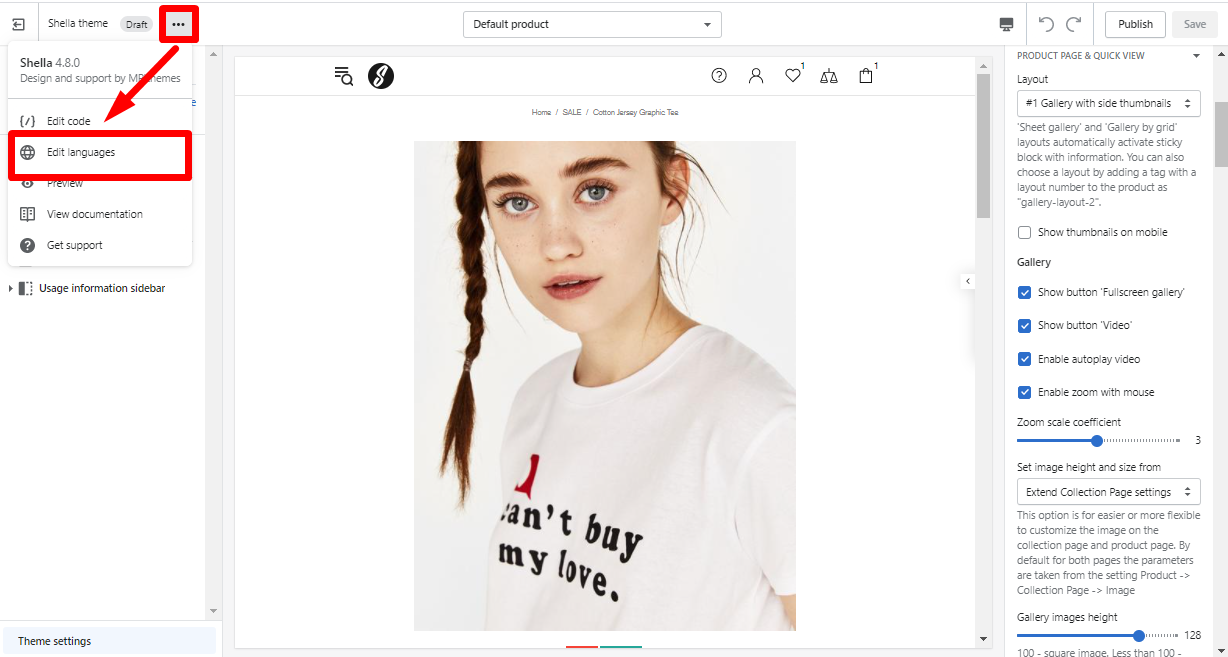 Shella theme
Draft
•••
Default product
Publish
Save
Shella 4.8.0
Design and support by MPthemes
Edit code
Edit languages
Preview
View documentation
Get support
Usage information sidebar
Theme settings
1
1
Home / SALE / Cotton Jersey Graphic Tee
can't buy
my love.
PRODUCT PAGE & QUICK VIEW
Layout
#1 Gallery with side thumbnails
'Sheet gallery' and 'Gallery by grid'
layouts automatically activate sticky
block with information. You can also
choose a layout by adding a tag with a
layout number to the product as
"gallery-layout-2".
Show thumbnails on mobile
Gallery
Show button 'Fullscreen gallery'
Show button 'Video'
Enable autoplay video
Enable zoom with mouse
Zoom scale coefficient
3
Set image height and size from
Extend Collection Page settings
This option is for easier or more flexible
to customize the image on the
collection page and product page. By
default for both pages the parameters
are taken from the setting Product ->
Collection Page -> Image
Gallery images height
128
100 - square image. Less than 100 -